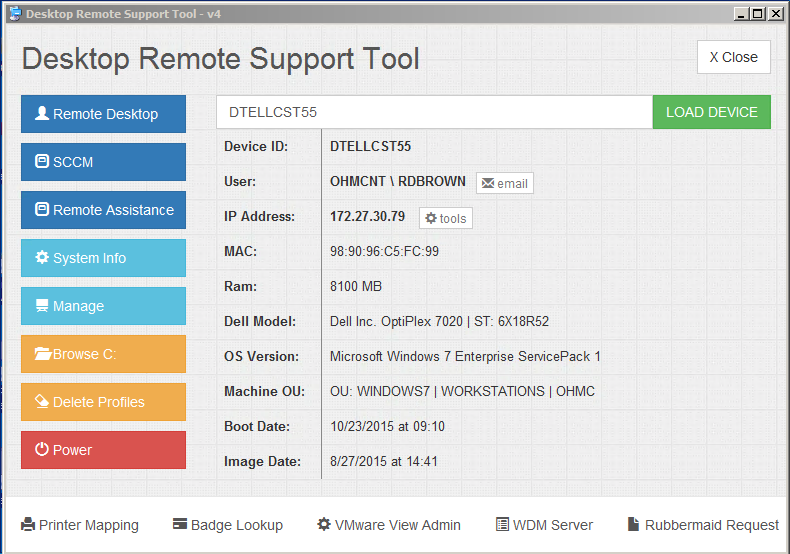 Desktop Remote Support Tool - v4
Desktop Remote Support Tool
X Close
Remote Desktop
SCCM
Remote Assistance
System Info
Manage
Browse C:
Delete Profiles
Power
DTELLCST55 LOAD DEVICE
Device ID: DTELLCST55
User: OHMCNT \ RDBROWN email
IP Address: 172.27.30.79 tools
MAC: 98:90:96:C5:FC:99
Ram: 8100 MB
Dell Model: Dell Inc. OptiPlex 7020 | ST: 6X18R52
OS Version: Microsoft Windows 7 Enterprise ServicePack 1
Machine OU: OU: WINDOWS7 | WORKSTATIONS | OHMC
Boot Date: 10/23/2015 at 09:10
Image Date: 8/27/2015 at 14:41
Printer Mapping Badge Lookup VMware View Admin WDM Server Rubbermaid Request